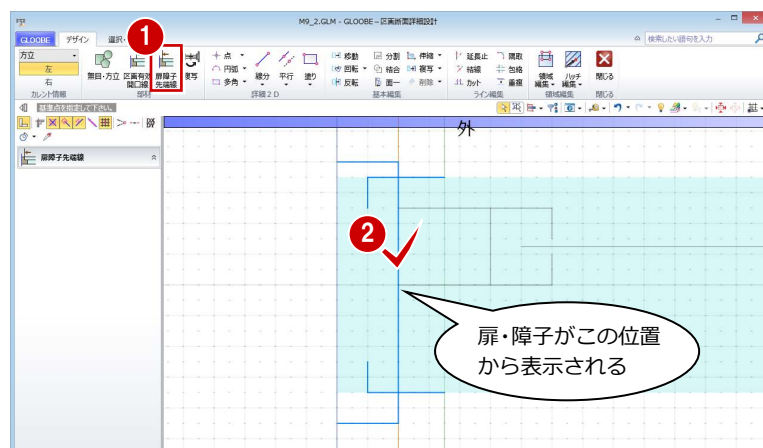 M9_2.GLM - GLOOBE - 区画断面詳細設計
GLOOBE デザイン 選択・ 検索したい語句を入力
1
方立
左
右
カレント情報
無目・方立 区画有効開口線 扉障子先端線 複写
部材
点 円弧 多角 線分 平行 塗り
詳細2D
移動 分割 伸縮
回転 結合 複写
反転 面一 削除
基本編集
延長止 隅取
結線 包絡
カット 重複
ライン編集
領域編集 ハッチ編集
領域編集
閉じる
閉じる
基準点を指定して下さい。
扉障子先端線
外
2
扉・障子がこの位置
から表示される